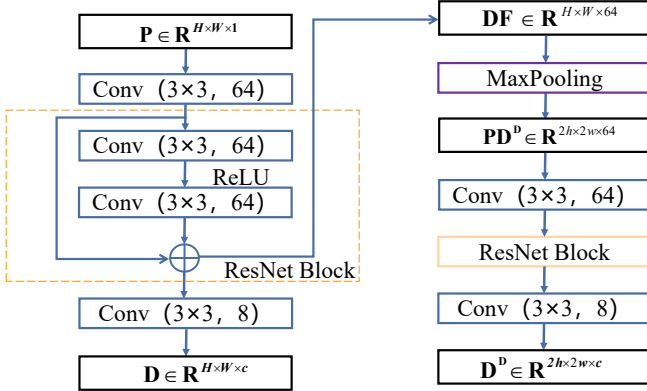 P ∈ R^{H×W×1}
Conv (3×3, 64)
Conv (3×3, 64)
ReLU
Conv (3×3, 64)
ResNet Block
Conv (3×3, 8)
D ∈ R^{H×W×c}
DF ∈ R^{H×W×64}
MaxPooling
PD^D ∈ R^{2h×2w×64}
Conv (3×3, 64)
ResNet Block
Conv (3×3, 8)
D^D ∈ R^{2h×2w×c}